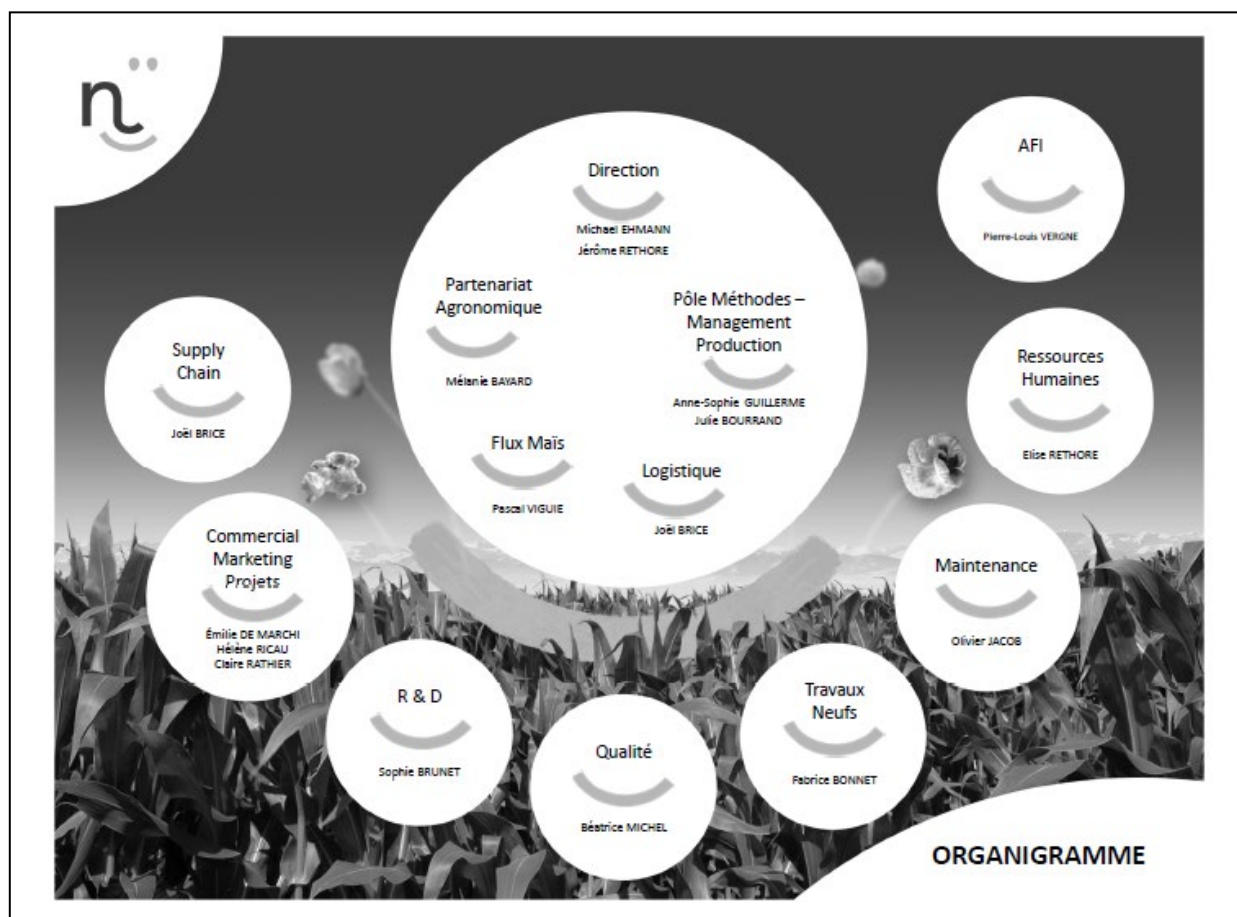 Direction
Michael EHMANN
Jérôme RETHORE
Partenariat
Agronomique
Mélanie BAYARD
Pôle Méthodes –
Management
Production
Anne-Sophie GUILLERME
Julie BOURRAND
Flux Maïs
Pascal VIGUIE
Logistique
Joël BRICE
AFI
Pierre-Louis VERGNE
Ressources
Humaines
Elise RETHORE
Maintenance
Olivier JACOB
Travaux
Neufs
Fabrice BONNET
Qualité
Béatrice MICHEL
R & D
Sophie BRUNET
Commercial
Marketing
Projets
Émilie DE MARCHI
Hélène RICAU
Claire RATHIER
Supply
Chain
Joël BRICE
ORGANIGRAMME